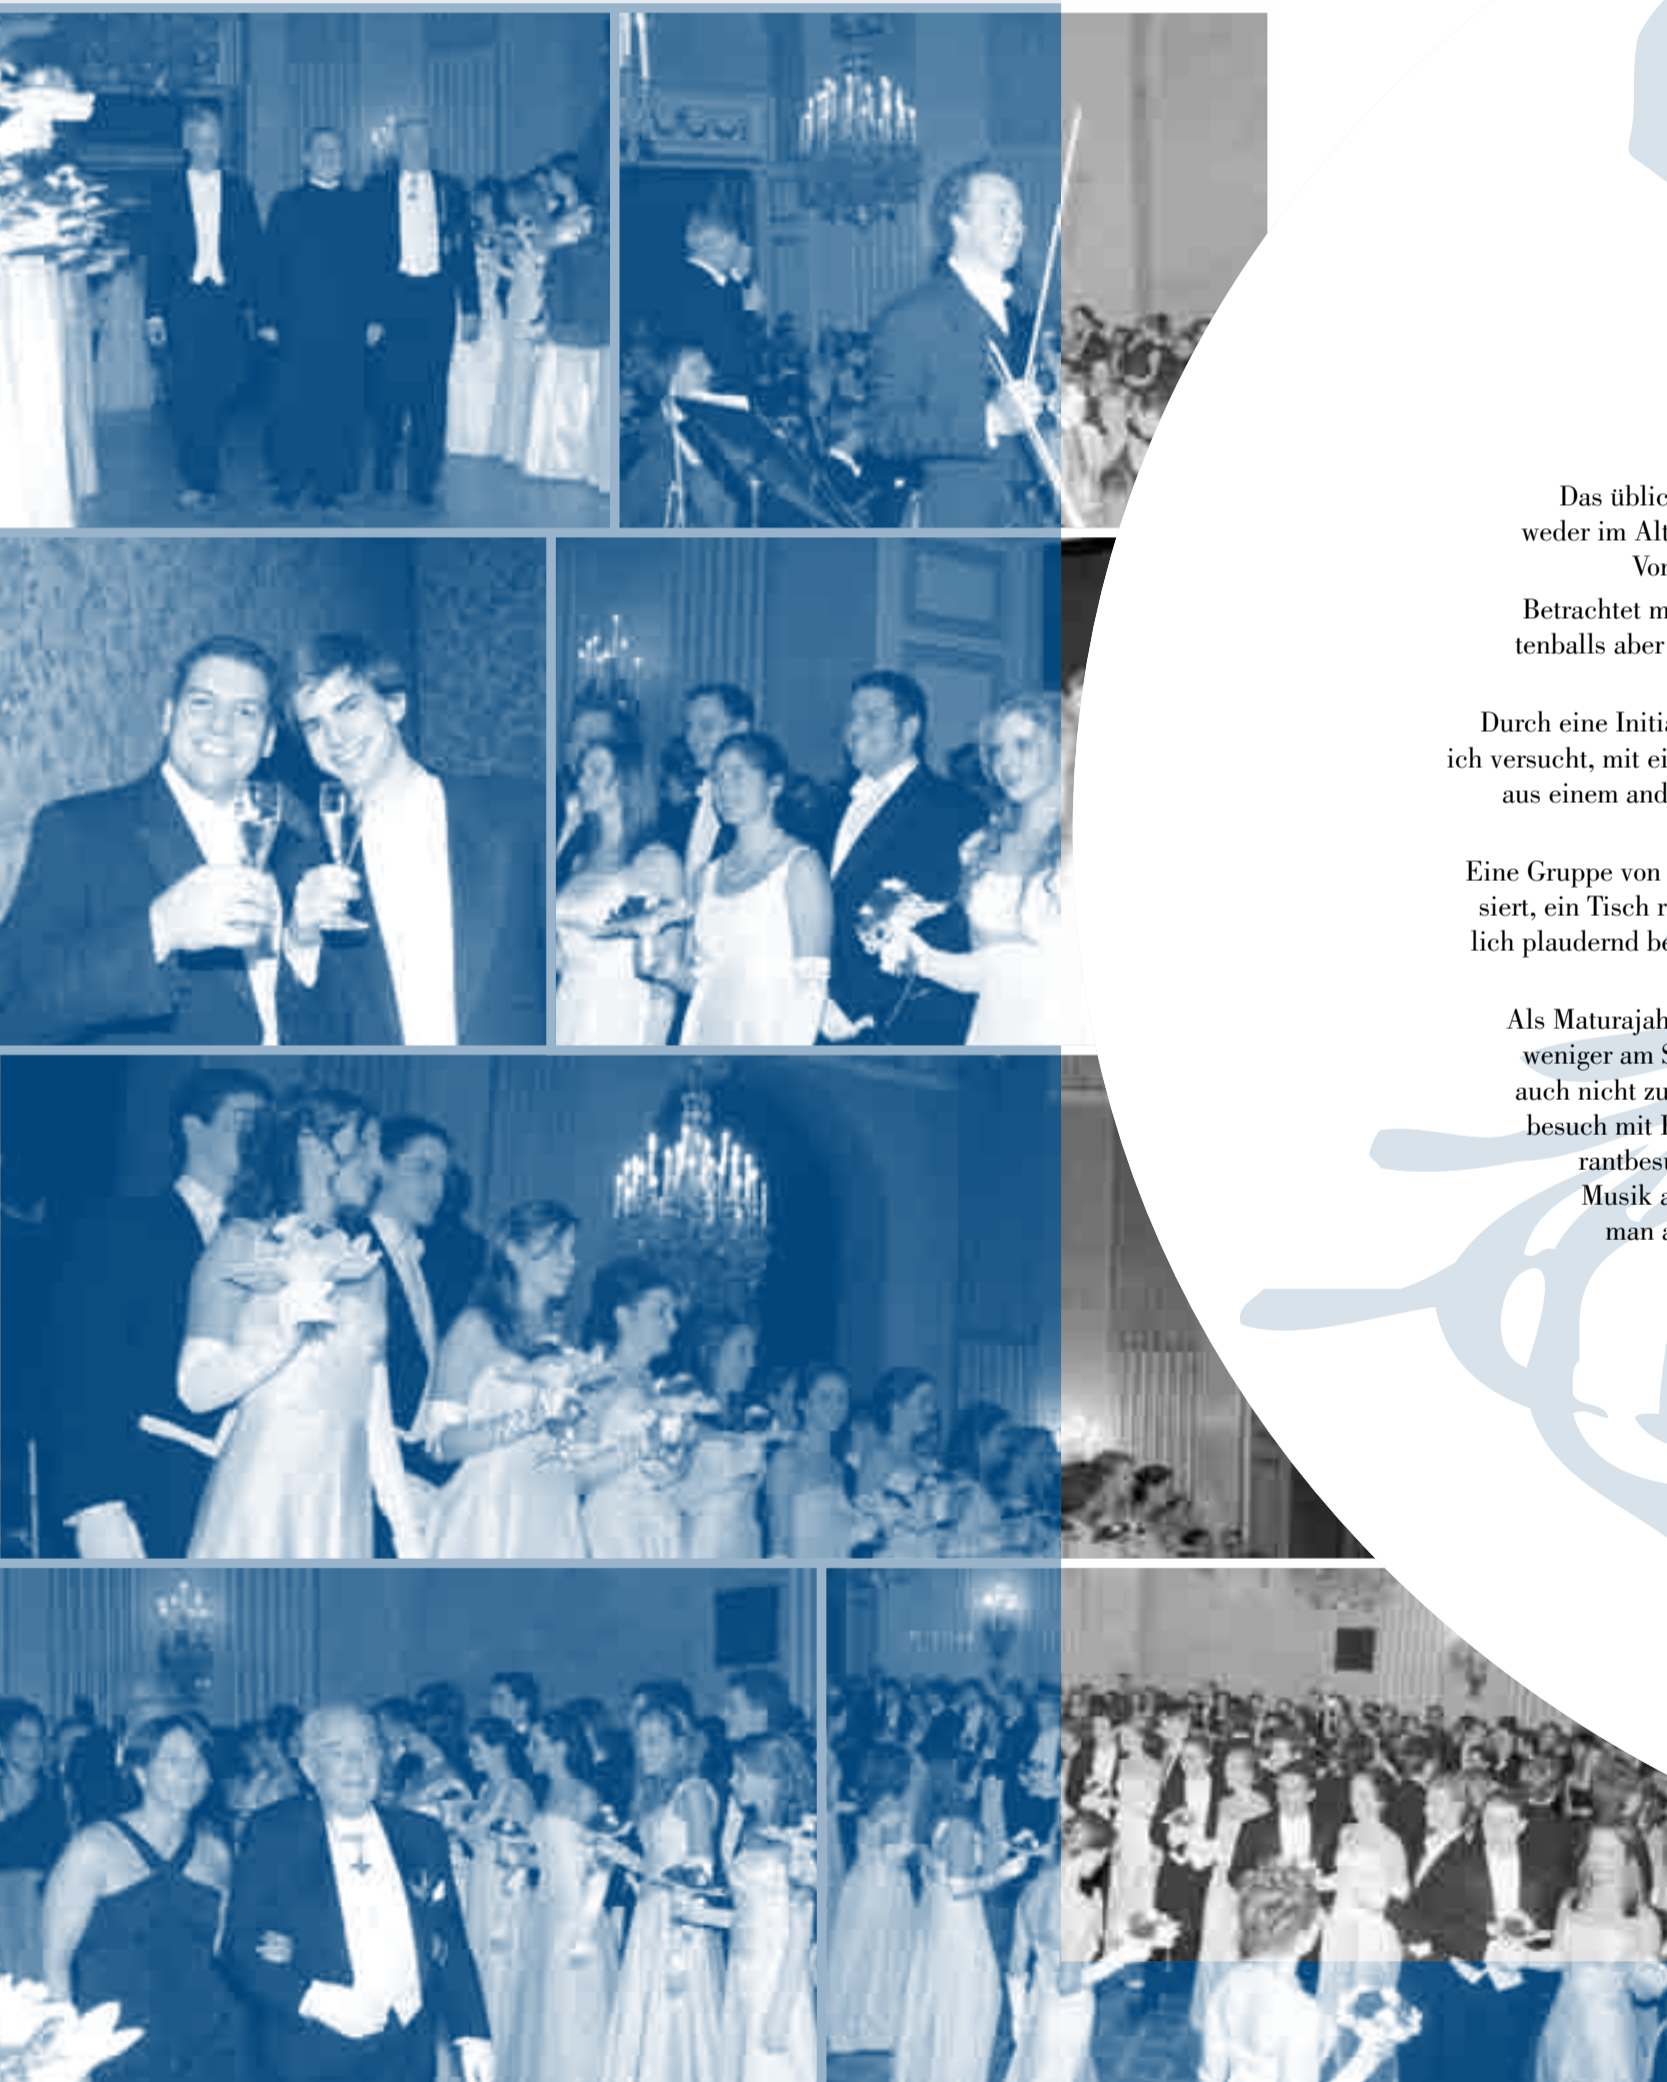 Das üblic
weder im Alt
Vor
Betrachtet m
tenballs aber
Durch eine Initia
ich versucht, mit ei
aus einem and
Eine Gruppe von
siert, ein Tisch r
lich plaudernd be
Als Maturajah
weniger am S
auch nicht zu
besuch mit
rantbesu
Musik a
man a